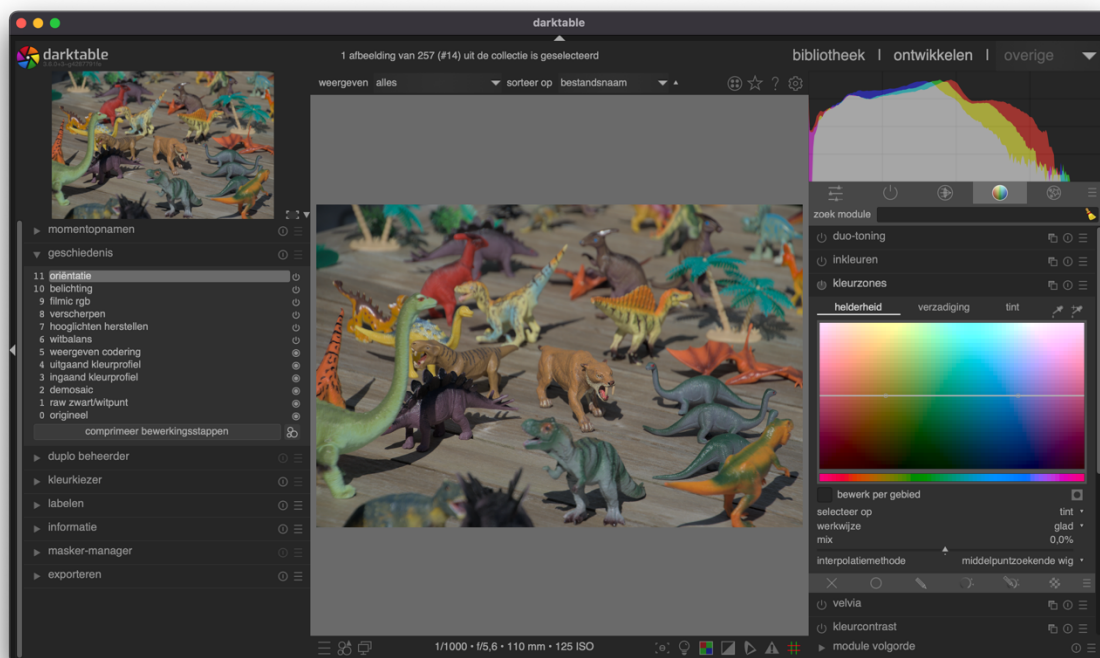 darktable
darktable
1 afbeelding van 257 (#14) uit de collectie is geselecteerd
bibliotheek | ontwikkelen | overige
weergeven alles sorteer op bestandsnaam
zoek module
momentopnamen
geschiedenis
11 oriëntatie
10 belichting
9 filmic rgb
8 verscherpen
7 hooglichten herstellen
6 witbalans
5 weergeven codering
4 uitgaand kleurprofiel
3 ingaand kleurprofiel
2 demosaic
1 raw zwart/witpunt
0 origineel
comprimeer bewerkingsstappen
duplo beheerder
kleurkiezer
labelen
informatie
masker-manager
exporteren
1/1000 • f/5,6 • 110 mm • 125 ISO
duo-toning
inkleuren
kleurzones
helderheid verzadiging tint
bewerk per gebied
selecteer op tint
werkwijze glad
mix 0,0%
interpolatiemethode middelpuntzoekende wig
velvia
kleurcontrast
module volgorde